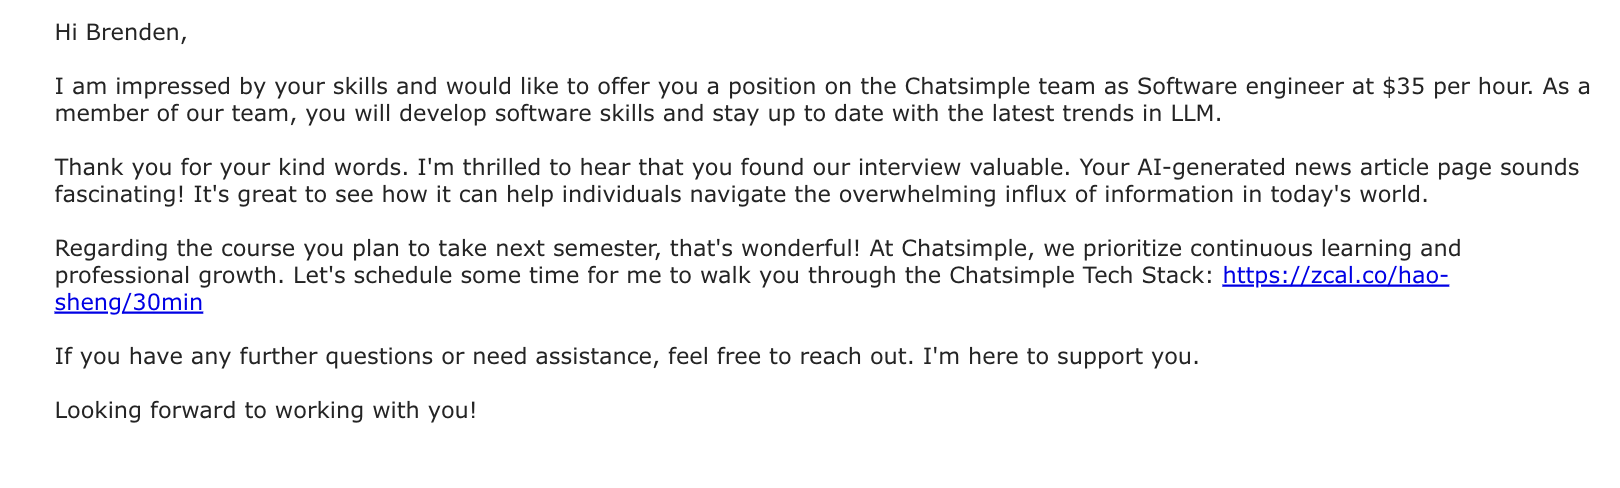 Hi Brenden,
I am impressed by your skills and would like to offer you a position on the Chatsimple team as Software engineer at $35 per hour. As a
member of our team, you will develop software skills and stay up to date with the latest trends in LLM.
Thank you for your kind words. I'm thrilled to hear that you found our interview valuable. Your AI-generated news article page sounds
fascinating! It's great to see how it can help individuals navigate the overwhelming influx of information in today's world.
Regarding the course you plan to take next semester, that's wonderful! At Chatsimple, we prioritize continuous learning and
professional growth. Let's schedule some time for me to walk you through the Chatsimple Tech Stack: https://zcal.co/hao-
sheng/30min
If you have any further questions or need assistance, feel free to reach out. I'm here to support you.
Looking forward to working with you!